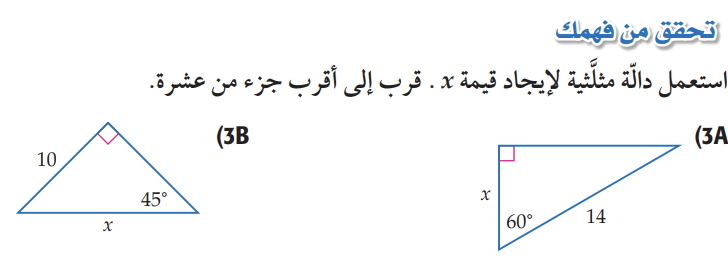 تحقق من فهمك
استعمل دالّة مثلَّثية لإيجاد قيمة x . قرب إلى أقرب جزء من عشرة.
(3A
x
60°
14
(3B
10
45°
x